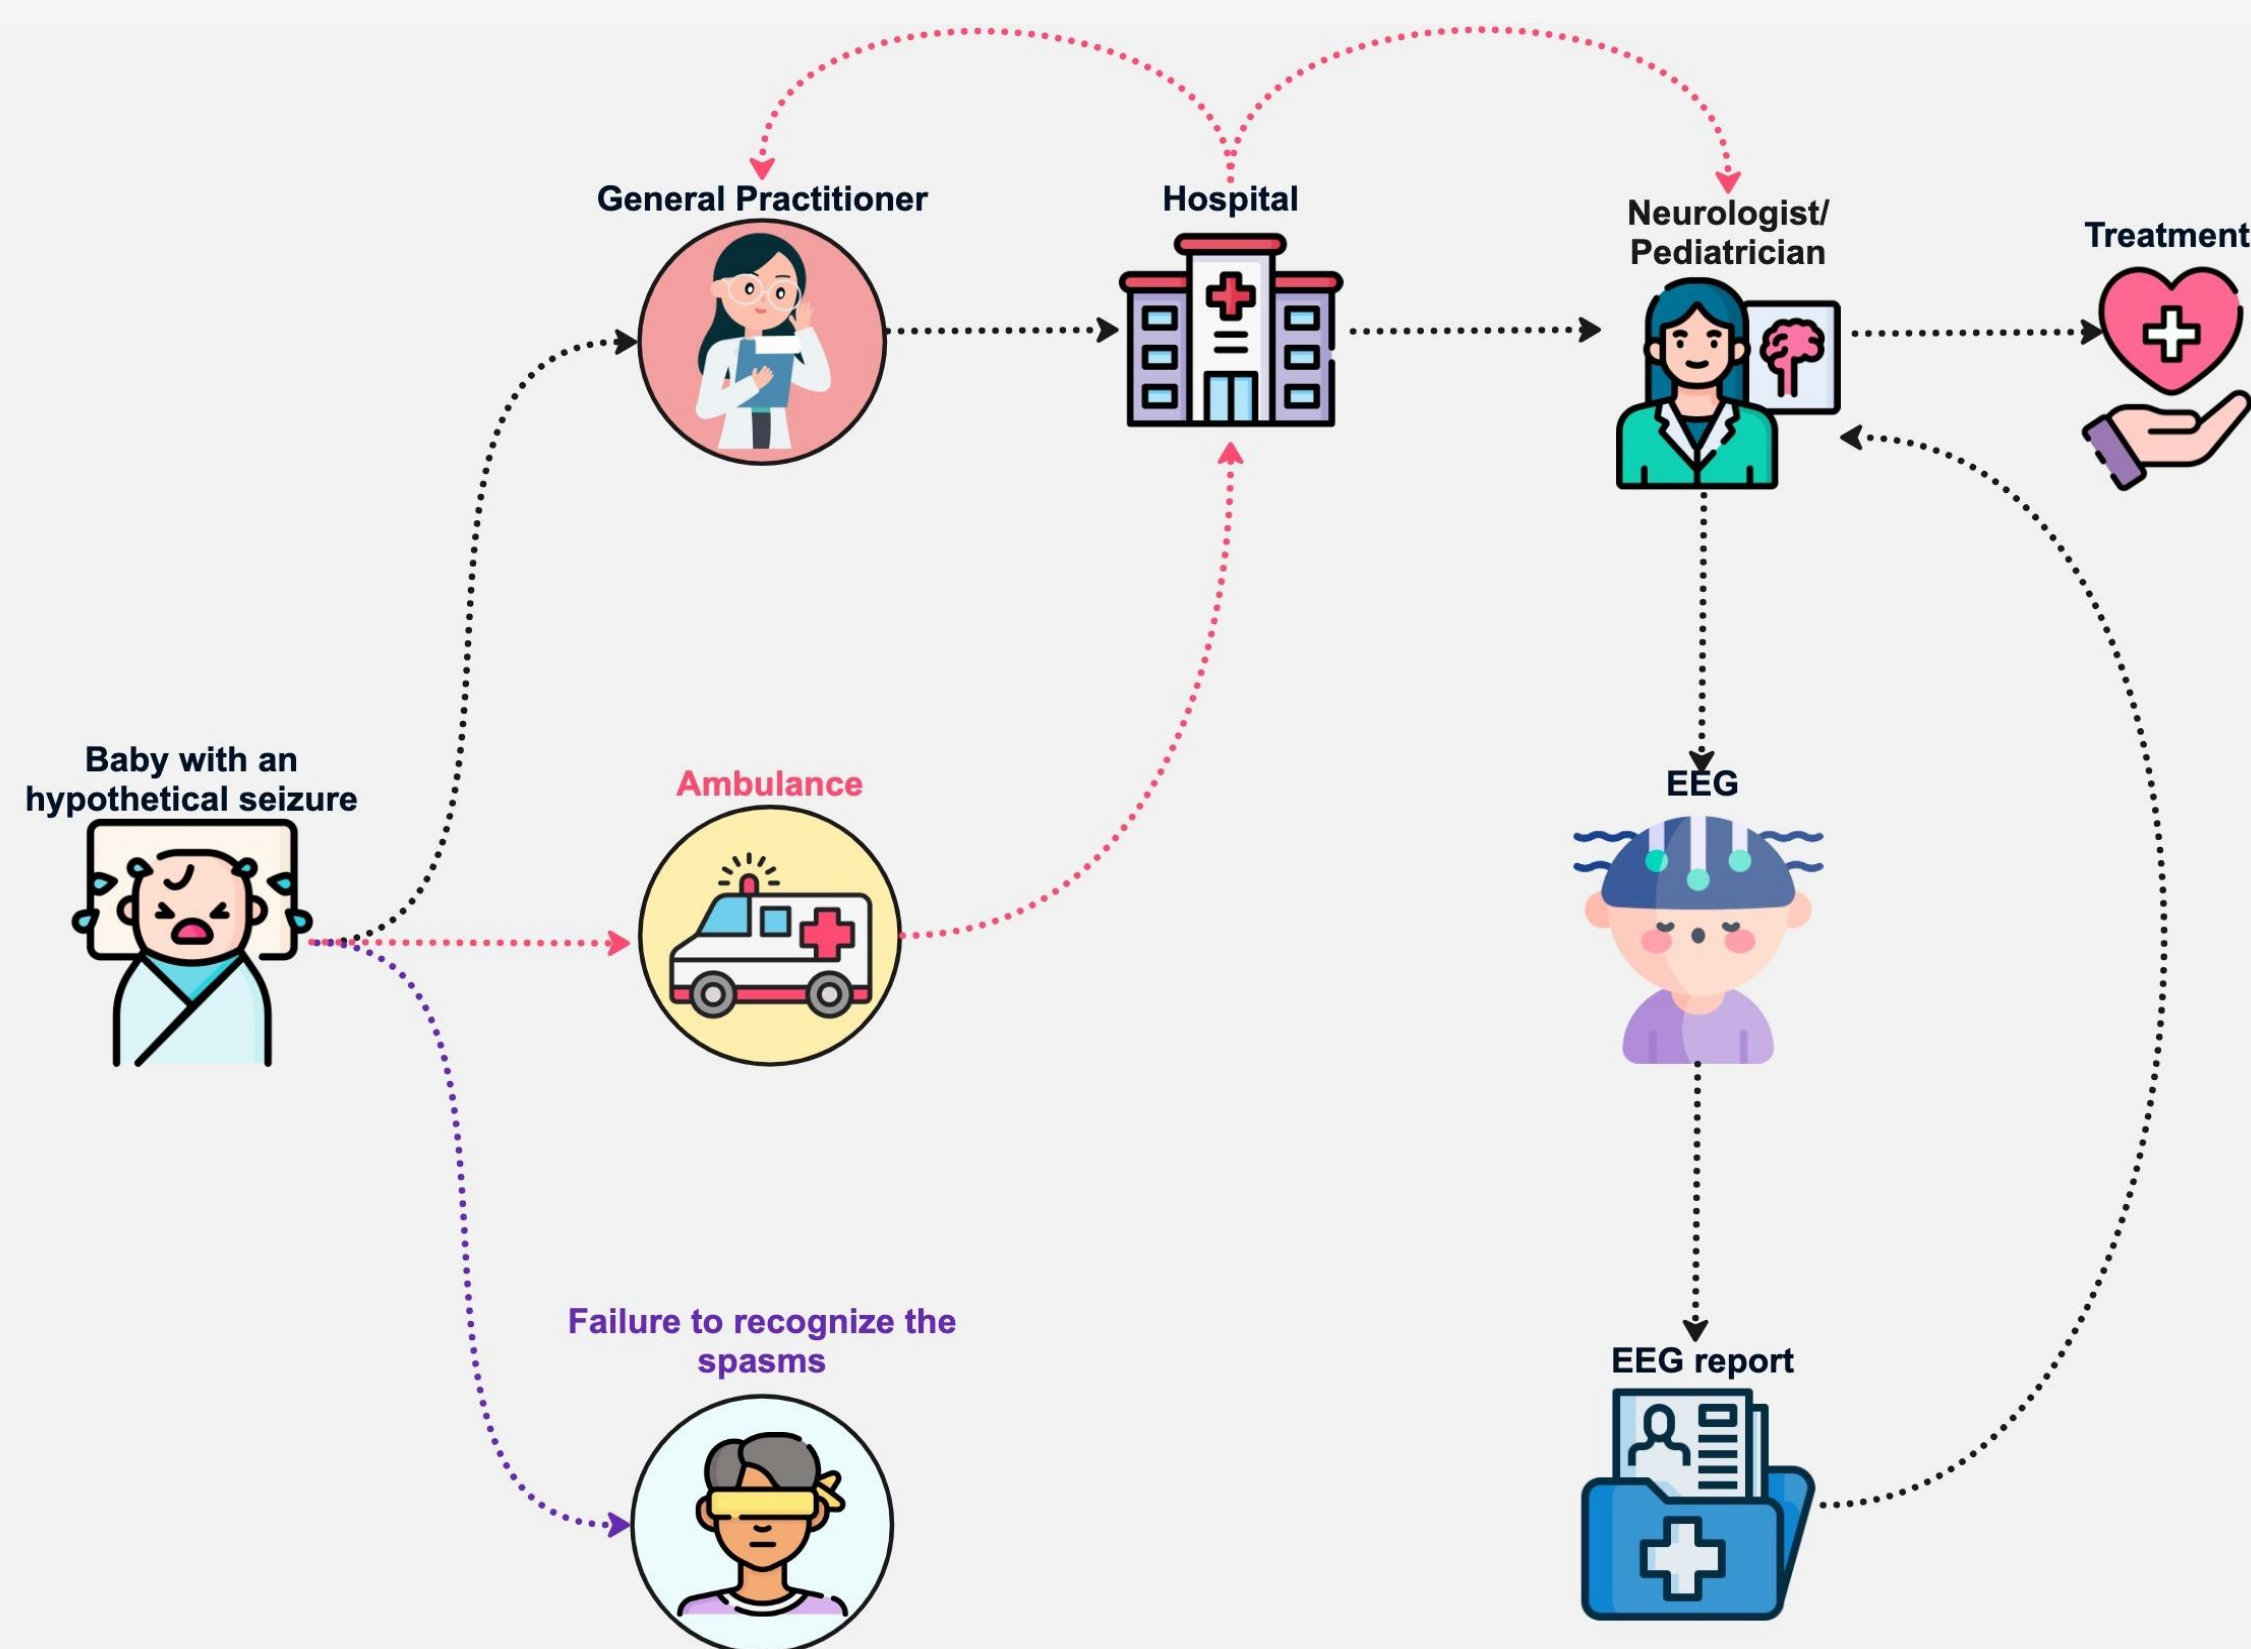 General Practitioner
Hospital
Neurologist/
Pediatrician
Treatment
Baby with an
hypothetical seizure
Ambulance
EEG
Failure to recognize the
spasms
EEG report